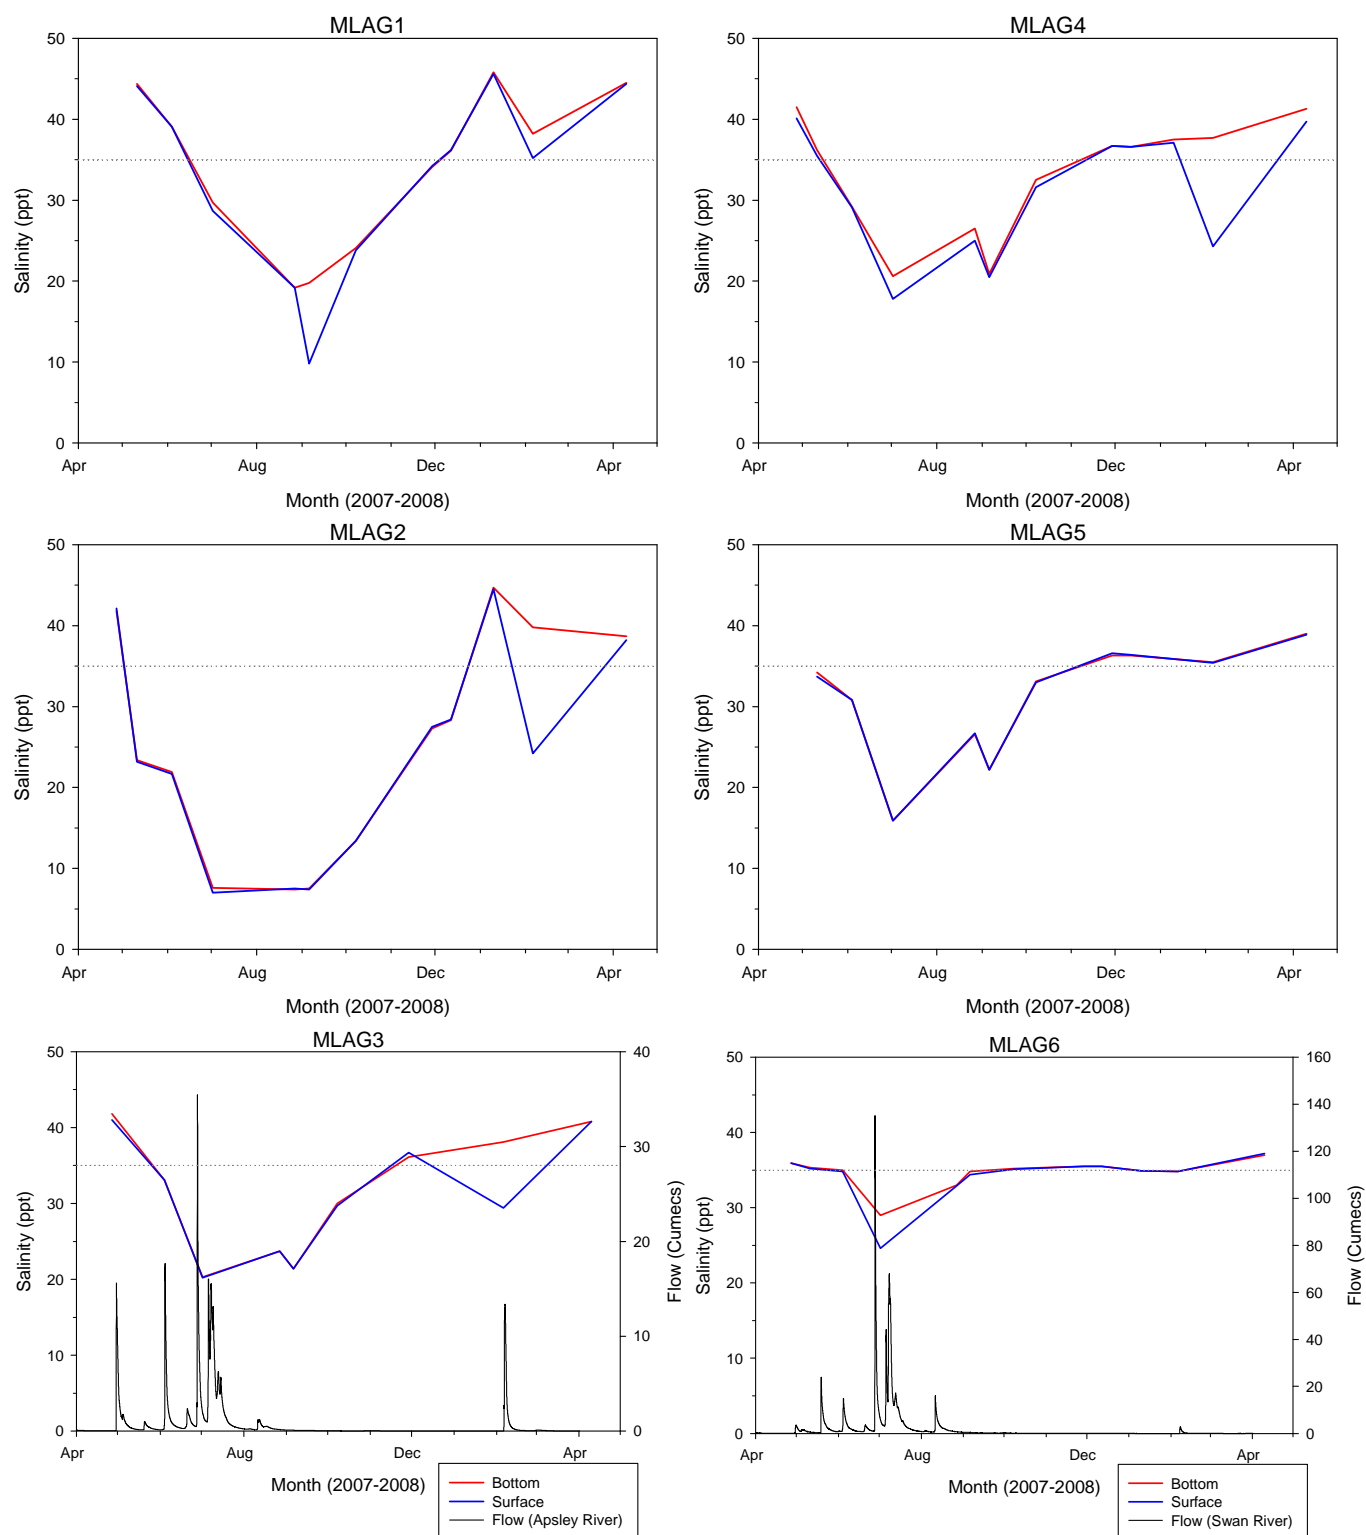 MLAG1
50
40
30
20
10
0
Salinity (ppt)
Apr
Aug
Dec
Apr
Month (2007-2008)
MLAG4
50
40
30
20
10
0
Salinity (ppt)
Apr
Aug
Dec
Apr
Month (2007-2008)
MLAG2
50
40
30
20
10
0
Salinity (ppt)
Apr
Aug
Dec
Apr
Month (2007-2008)
MLAG5
50
40
30
20
10
0
Salinity (ppt)
Apr
Aug
Dec
Apr
Month (2007-2008)
MLAG3
50
40
30
20
10
0
Salinity (ppt)
40
30
20
10
0
Flow (Cumecs)
Apr
Aug
Dec
Apr
Month (2007-2008)
Bottom
Surface
Flow (Apsley River)
MLAG6
50
40
30
20
10
0
Salinity (ppt)
160
140
120
100
80
60
40
20
0
Flow (Cumecs)
Apr
Aug
Dec
Apr
Month (2007-2008)
Bottom
Surface
Flow (Swan River)